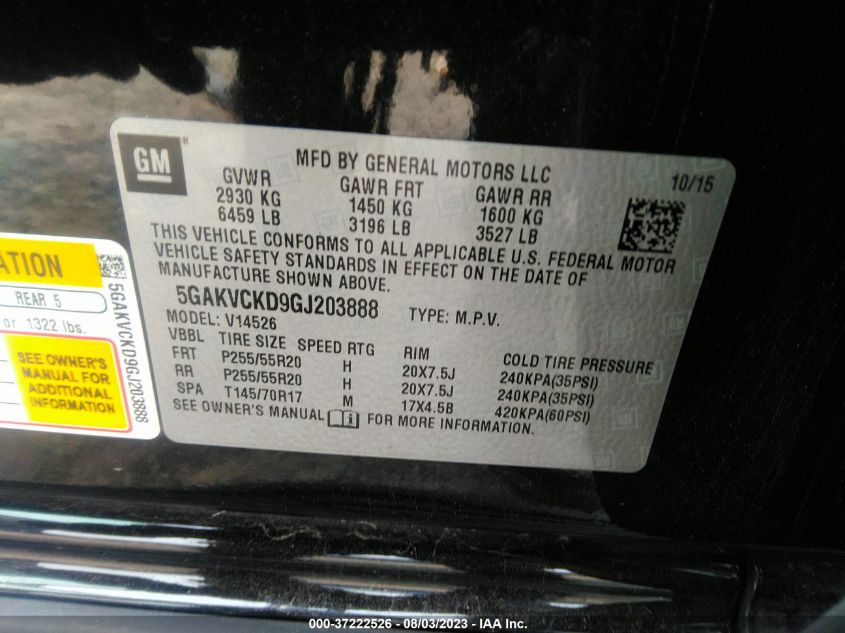 GM
®
MFD BY GENERAL MOTORS LLC
10/15
GVWR GAWR FRT GAWR RR
2930 KG 1450 KG 1600 KG
6459 LB 3196 LB 3527 LB
THIS VEHICLE CONFORMS TO ALL APPLICABLE U.S. FEDERAL MOTOR
VEHICLE SAFETY STANDARDS IN EFFECT ON THE DATE OF
MANUFACTURE SHOWN ABOVE.
5GAKVCKD9GJ203888 TYPE: M.P.V.
MODEL: V14526
VBBL TIRE SIZE SPEED RTG RIM COLD TIRE PRESSURE
FRT P255/55R20 H 20X7.5J 240KPA(35PSI)
RR P255/55R20 H 20X7.5J 240KPA(35PSI)
SPA T145/70R17 M 17X4.5B 420KPA(60PSI)
SEE OWNER'S MANUAL FOR MORE INFORMATION.
ATION
REAR 5
or 1322 lbs.
SEE OWNER'S
MANUAL FOR
ADDITIONAL
INFORMATION
5GAKVCKD9GJ203888
000-37222526 - 08/03/2023 - IAA Inc.